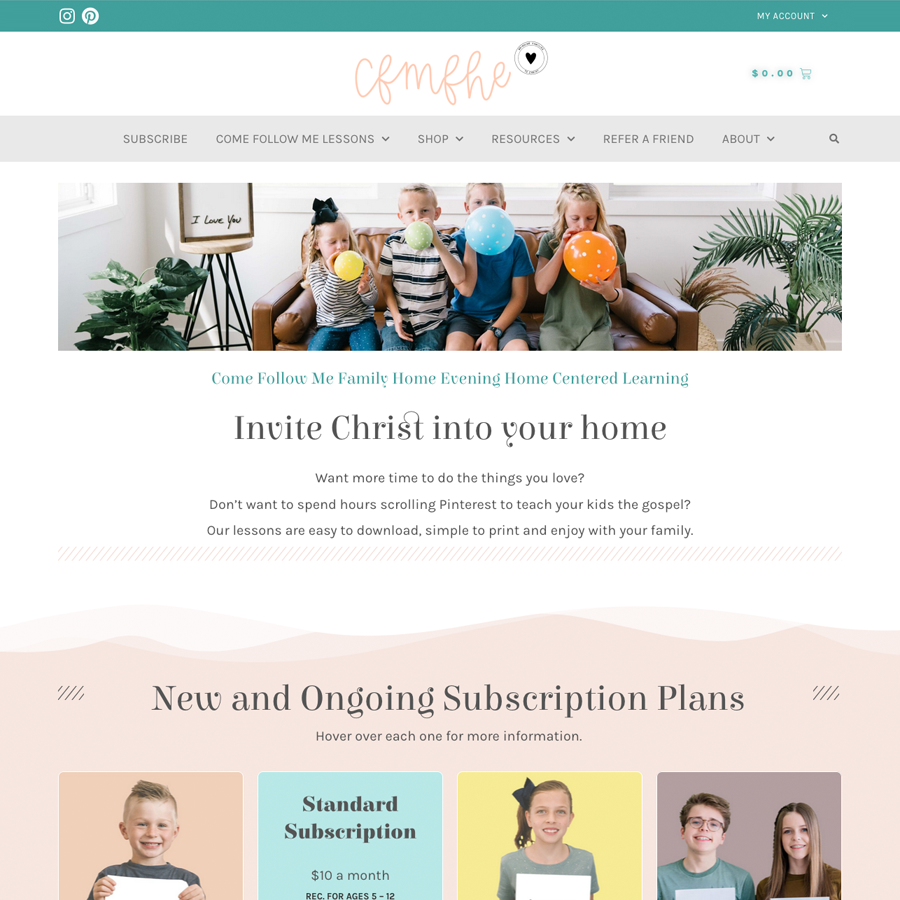 MY ACCOUNT
cfmfhe
$0.00
SUBSCRIBE
COME FOLLOW ME LESSONS
SHOP
RESOURCES
REFER A FRIEND
ABOUT
I Love You
Come Follow Me Family Home Evening Home Centered Learning
Invite Christ into your home
Want more time to do the things you love?
Don't want to spend hours scrolling Pinterest to teach your kids the gospel?
Our lessons are easy to download, simple to print and enjoy with your family.
New and Ongoing Subscription Plans
Hover over each one for more information.
Standard
Subscription
$10 a month
REC. FOR AGES 5 – 12